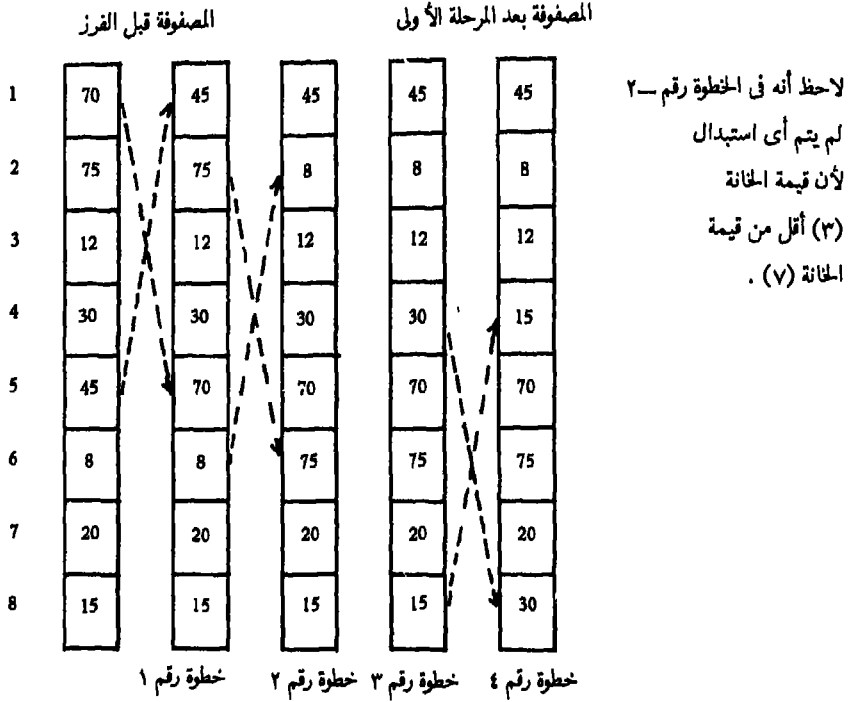 المصفوفة قبل الفرز
المصفوفة بعد المرحلة الأ ولى
1 70 45 45 45 45
2 75 75 8 8 8
3 12 12 12 12 12
4 30 30 30 30 15
5 45 70 70 70 70
6 8 8 75 75 75
7 20 20 20 20 20
8 15 15 15 15 30
خطوة رقم ١ خطوة رقم ٢ خطوة رقم ٣ خطوة رقم ٤
لاحظ أنه فى الخطوة رقم —٢
لم يتم أى استبدال
لأن قيمة الخانة
(٣) أقل من قيمة
الخانة (٧) .